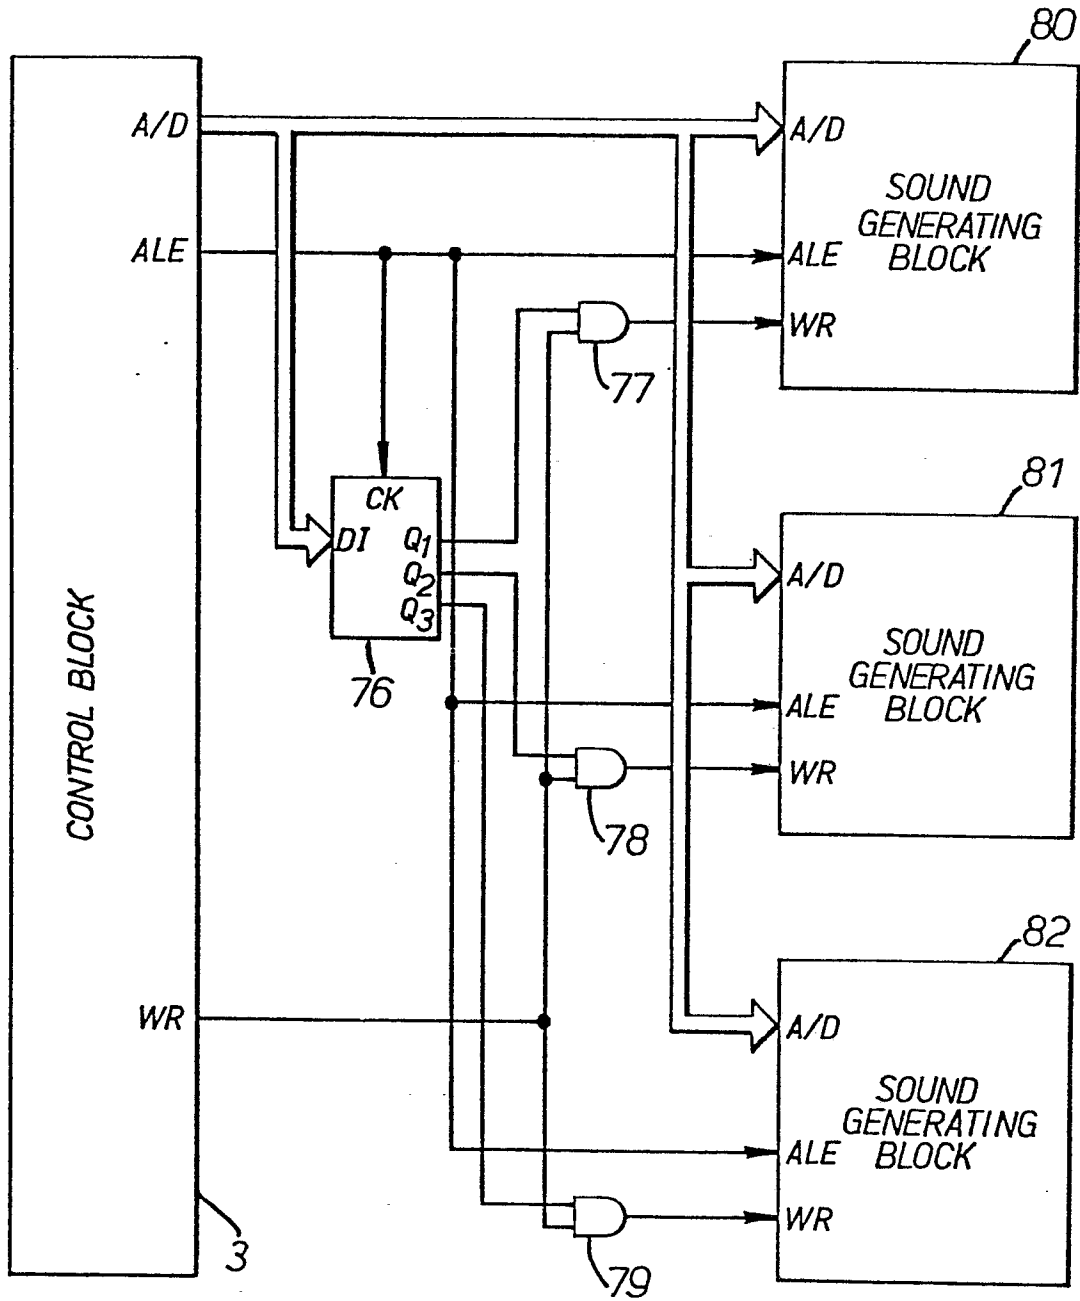 80
A/D
A/D
SOUND
GENERATING
BLOCK
ALE
ALE
WR
77
81
CK
DI
Q1
Q2
Q3
A/D
76
SOUND
GENERATING
BLOCK
ALE
WR
CONTROL BLOCK
78
82
WR
A/D
SOUND
GENERATING
BLOCK
ALE
WR
3
79